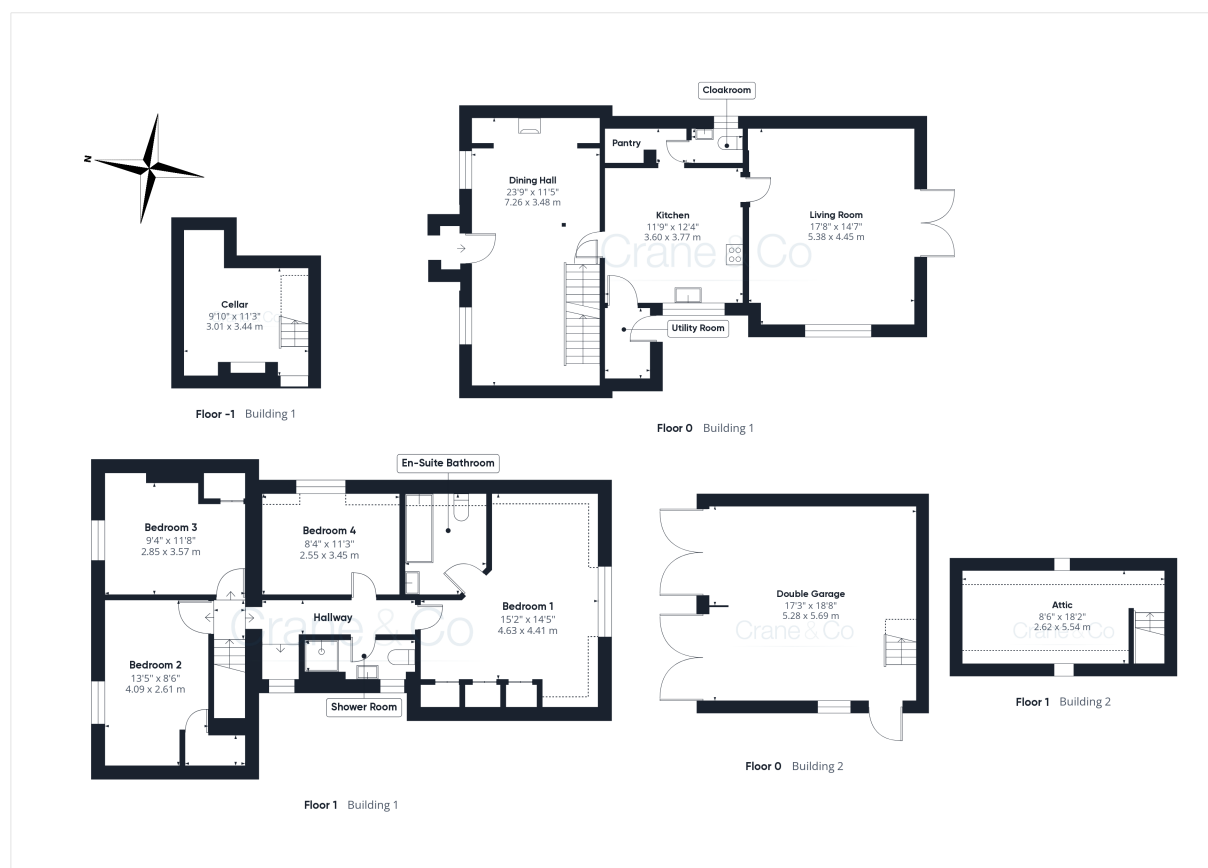 Cloakroom
Pantry
Dining Hall
23'9" x 11'5"
7.26 x 3.48 m
Kitchen
11'9" x 12'4"
3.60 x 3.77 m
Living Room
17'8" x 14'7"
5.38 x 4.45 m
Crane & Co
Utility Room
Floor 0 Building 1
N
Cellar
9'10" x 11'3"
3.01 x 3.44 m
Floor -1 Building 1
En-Suite Bathroom
Bedroom 3
9'4" x 11'8"
2.85 x 3.57 m
Bedroom 4
8'4" x 11'3"
2.55 x 3.45 m
Hallway
Bedroom 1
15'2" x 14'5"
4.63 x 4.41 m
Crane & Co
Bedroom 2
13'5" x 8'6"
4.09 x 2.61 m
Shower Room
Floor 1 Building 1
Double Garage
17'3" x 18'8"
5.28 x 5.69 m
Crane & Co
Floor 0 Building 2
Attic
8'6" x 18'2"
2.62 x 5.54 m
Crane & Co
Floor 1 Building 2